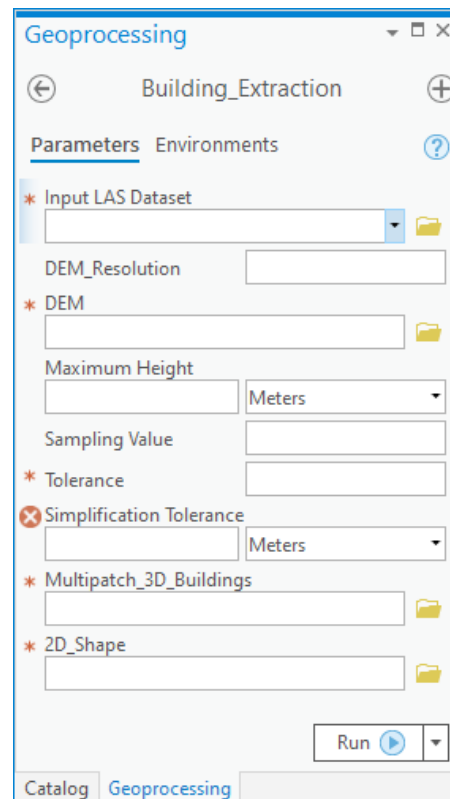 Geoprocessing
Building_Extraction
Parameters Environments
?
* Input LAS Dataset
DEM_Resolution
* DEM
Maximum Height
Meters
Sampling Value
* Tolerance
Simplification Tolerance
Meters
* Multipatch_3D_Buildings
* 2D_Shape
Run
Catalog Geoprocessing